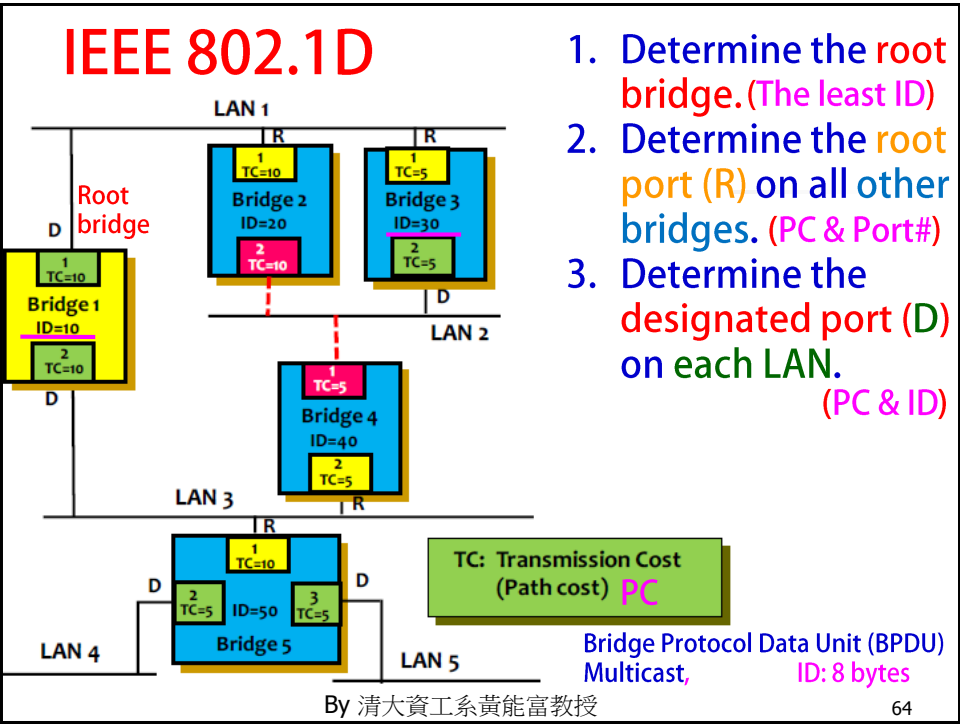 IEEE 802.1D
1. Determine the root
bridge. (The least ID)
2. Determine the root
port (R) on all other
bridges. (PC & Port#)
3. Determine the
designated port (D)
on each LAN.
(PC & ID)
LAN 1
R
R
Root
bridge
D
1
TC=10
Bridge 1
ID=10
2
TC=10
D
1
TC=10
Bridge 2
ID=20
2
TC=10
1
TC=5
Bridge 3
ID=30
2
TC=5
D
LAN 2
1
TC=5
Bridge 4
ID=40
2
TC=5
R
LAN 3
R
1
TC=10
D
2
TC=5
ID=50
3
TC=5
D
Bridge 5
LAN 4
LAN 5
TC: Transmission Cost
(Path cost) PC
Bridge Protocol Data Unit (BPDU)
Multicast, ID: 8 bytes
By 清大資工系黃能富教授
64